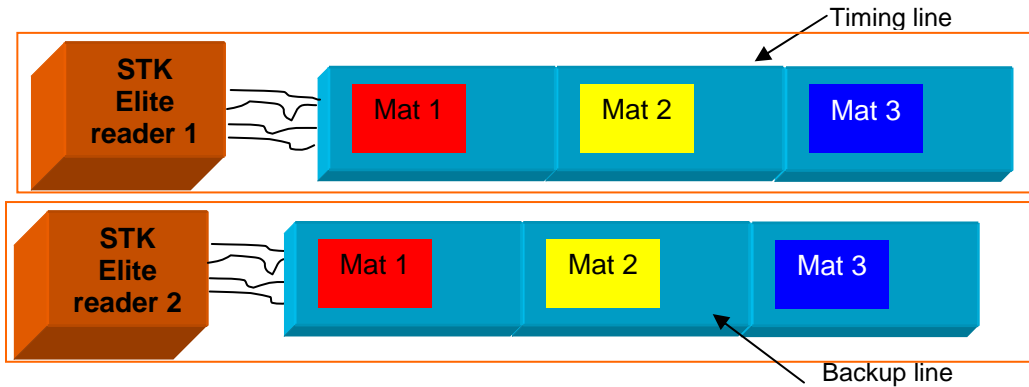 Timing line
STK
Elite
reader 1
Mat 1
Mat 2
Mat 3
STK
Elite
reader 2
Mat 1
Mat 2
Mat 3
Backup line